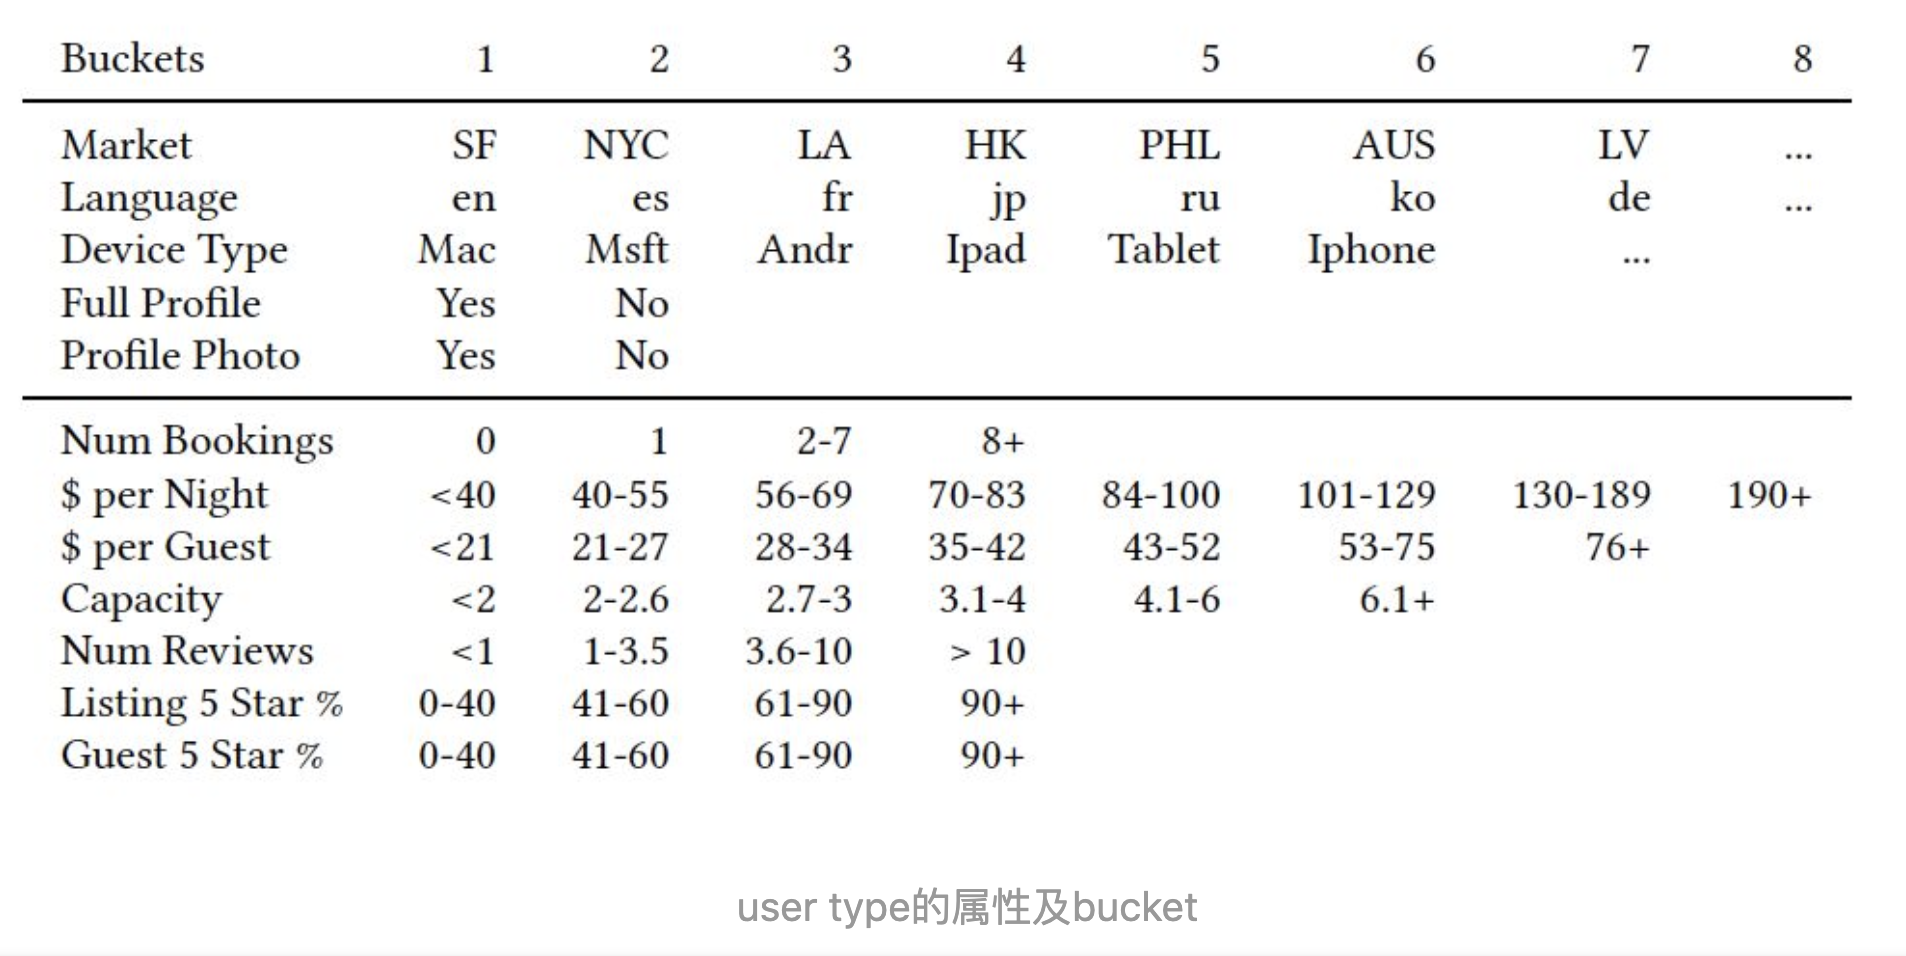 Buckets 1 2 3 4 5 6 7 8
Market SF NYC LA HK PHL AUS LV ...
Language en es fr jp ru ko de ...
Device Type Mac Msft Andr Ipad Tablet Iphone ...
Full Profile Yes No
Profile Photo Yes No
Num Bookings 0 1 2-7 8+
$ per Night <40 40-55 56-69 70-83 84-100 101-129 130-189 190+
$ per Guest <21 21-27 28-34 35-42 43-52 53-75 76+
Capacity <2 2-2.6 2.7-3 3.1-4 4.1-6 6.1+
Num Reviews <1 1-3.5 3.6-10 > 10
Listing 5 Star % 0-40 41-60 61-90 90+
Guest 5 Star % 0-40 41-60 61-90 90+
user type的属性及bucket